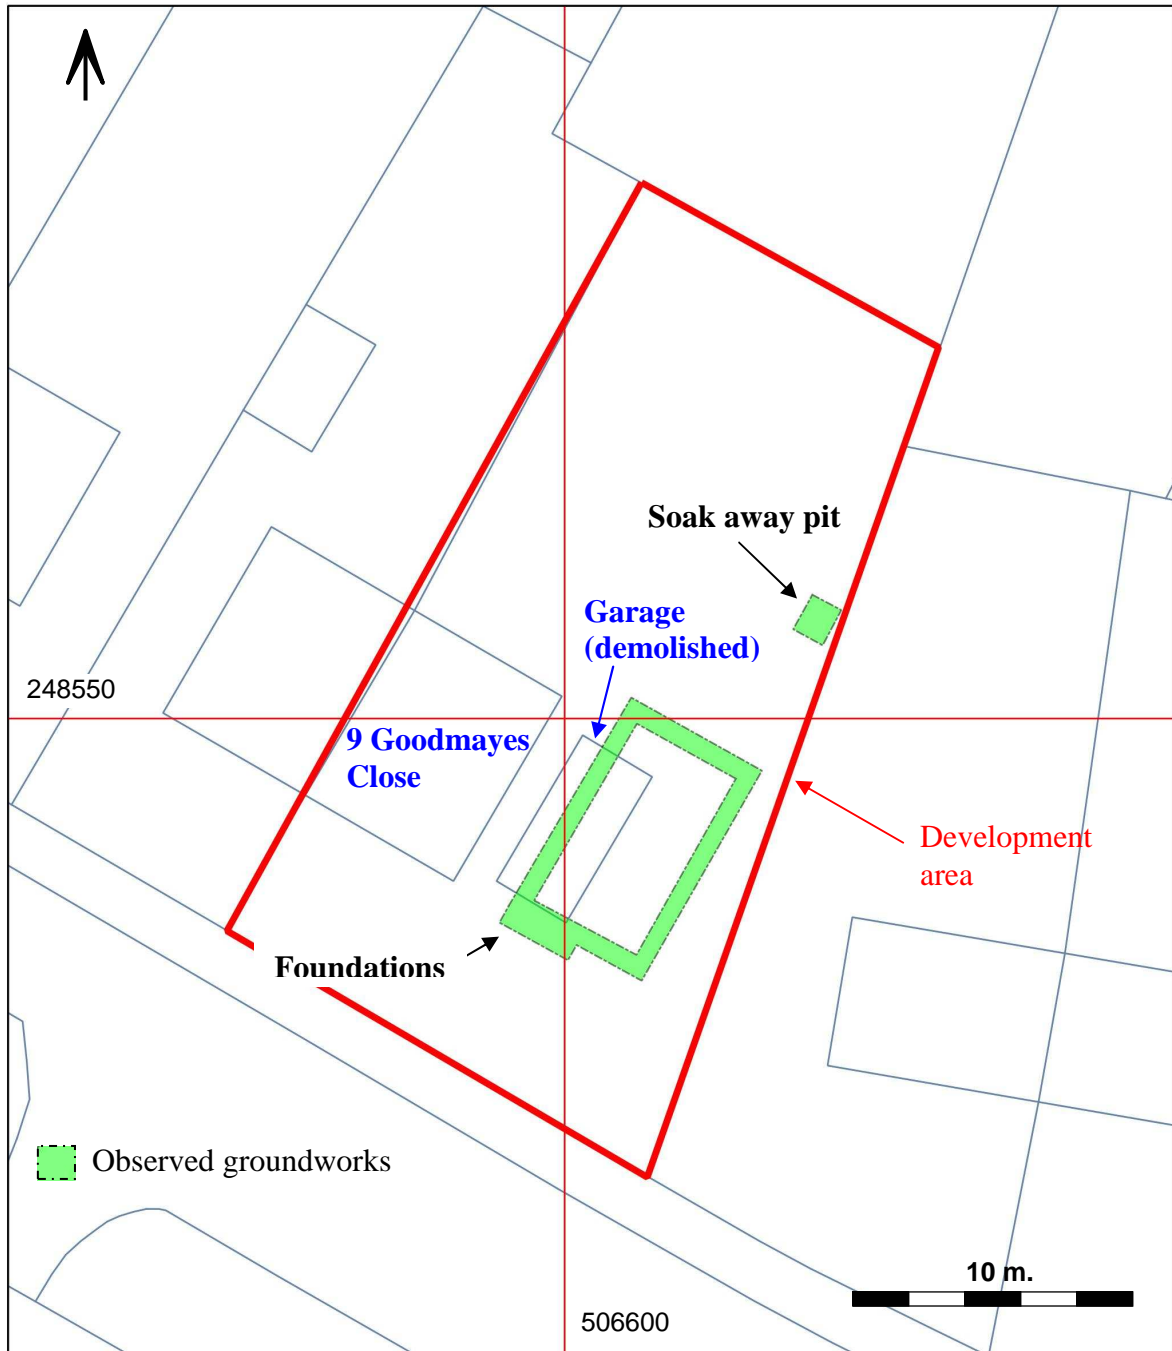 Soak away pit
Garage
(demolished)
248550
9 Goodmayes
Close
Development
area
Foundations
Observed groundworks
10 m.
506600